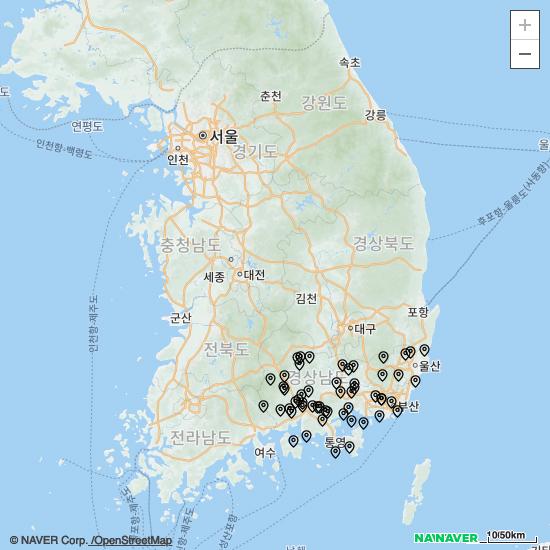 +
−
속초
춘천
강원도
강릉
도
연평도
인천항-백령도
서울
인천
경기도
울
후포항-울릉도(사동항)
충청남도
경상북도
세종
대전
김천
인천항-제주도
군산
포항
대구
전북도
울산
경상남도
부산
전라남도
통영
여수
© NAVER Corp. /OpenStreetMap
NAVER
10/50km